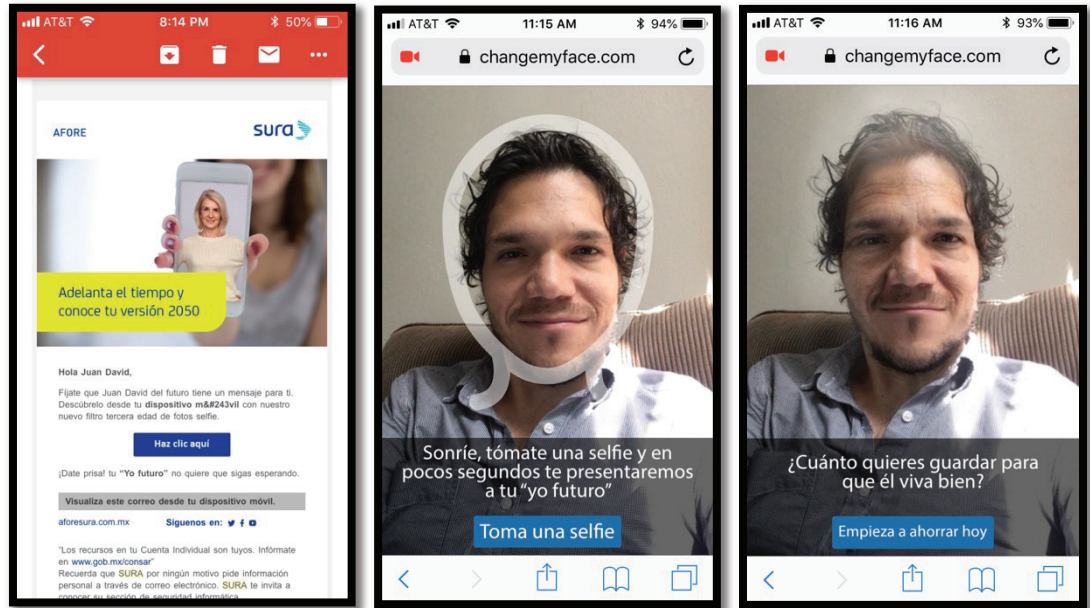 AT&T 8:14 PM 50%
AFORE sura
Adelanta el tiempo y
conoce tu versión 2050
Hola Juan David,
Fíjate que Juan David del futuro tiene un mensaje para ti.
Descúbrelo desde tu dispositivo m&#243vil con nuestro
nuevo filtro tercera edad de fotos selfie.
Haz clic aquí
¡Date prisa! tu “Yo futuro” no quiere que sigas esperando.
Visualiza este correo desde tu dispositivo móvil.
aforesura.com.mx Síguenos en:
“Los recursos en tu Cuenta Individual son tuyos. Infórmate
en www.gob.mx/consar”
Recuerda que SURA por ningún motivo pide información
personal a través de correo electrónico. SURA te invita a
conocer su sección de seguridad informática
AT&T 11:15 AM 94%
changemyface.com
Sonríe, tómate una selfie y en
pocos segundos te presentaremos
a tu “yo futuro”
Toma una selfie
AT&T 11:16 AM 93%
changemyface.com
¿Cuánto quieres guardar para
que él viva bien?
Empieza a ahorrar hoy